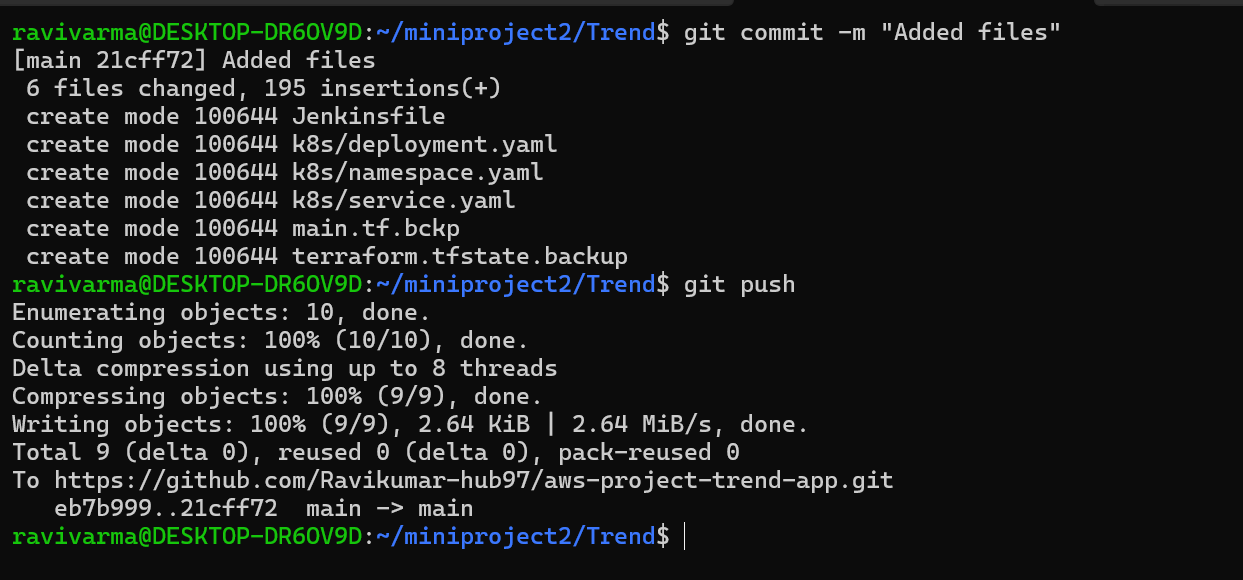 ravivarma@DESKTOP-DR6OV9D:~/miniproject2/Trend$ git commit -m "Added files"
[main 21cff72] Added files
 6 files changed, 195 insertions(+)
 create mode 100644 Jenkinsfile
 create mode 100644 k8s/deployment.yaml
 create mode 100644 k8s/namespace.yaml
 create mode 100644 k8s/service.yaml
 create mode 100644 main.tf.bckp
 create mode 100644 terraform.tfstate.backup
ravivarma@DESKTOP-DR6OV9D:~/miniproject2/Trend$ git push
Enumerating objects: 10, done.
Counting objects: 100% (10/10), done.
Delta compression using up to 8 threads
Compressing objects: 100% (9/9), done.
Writing objects: 100% (9/9), 2.64 KiB | 2.64 MiB/s, done.
Total 9 (delta 0), reused 0 (delta 0), pack-reused 0
To https://github.com/Ravikumar-hub97/aws-project-trend-app.git
   eb7b999..21cff72  main -> main
ravivarma@DESKTOP-DR6OV9D:~/miniproject2/Trend$